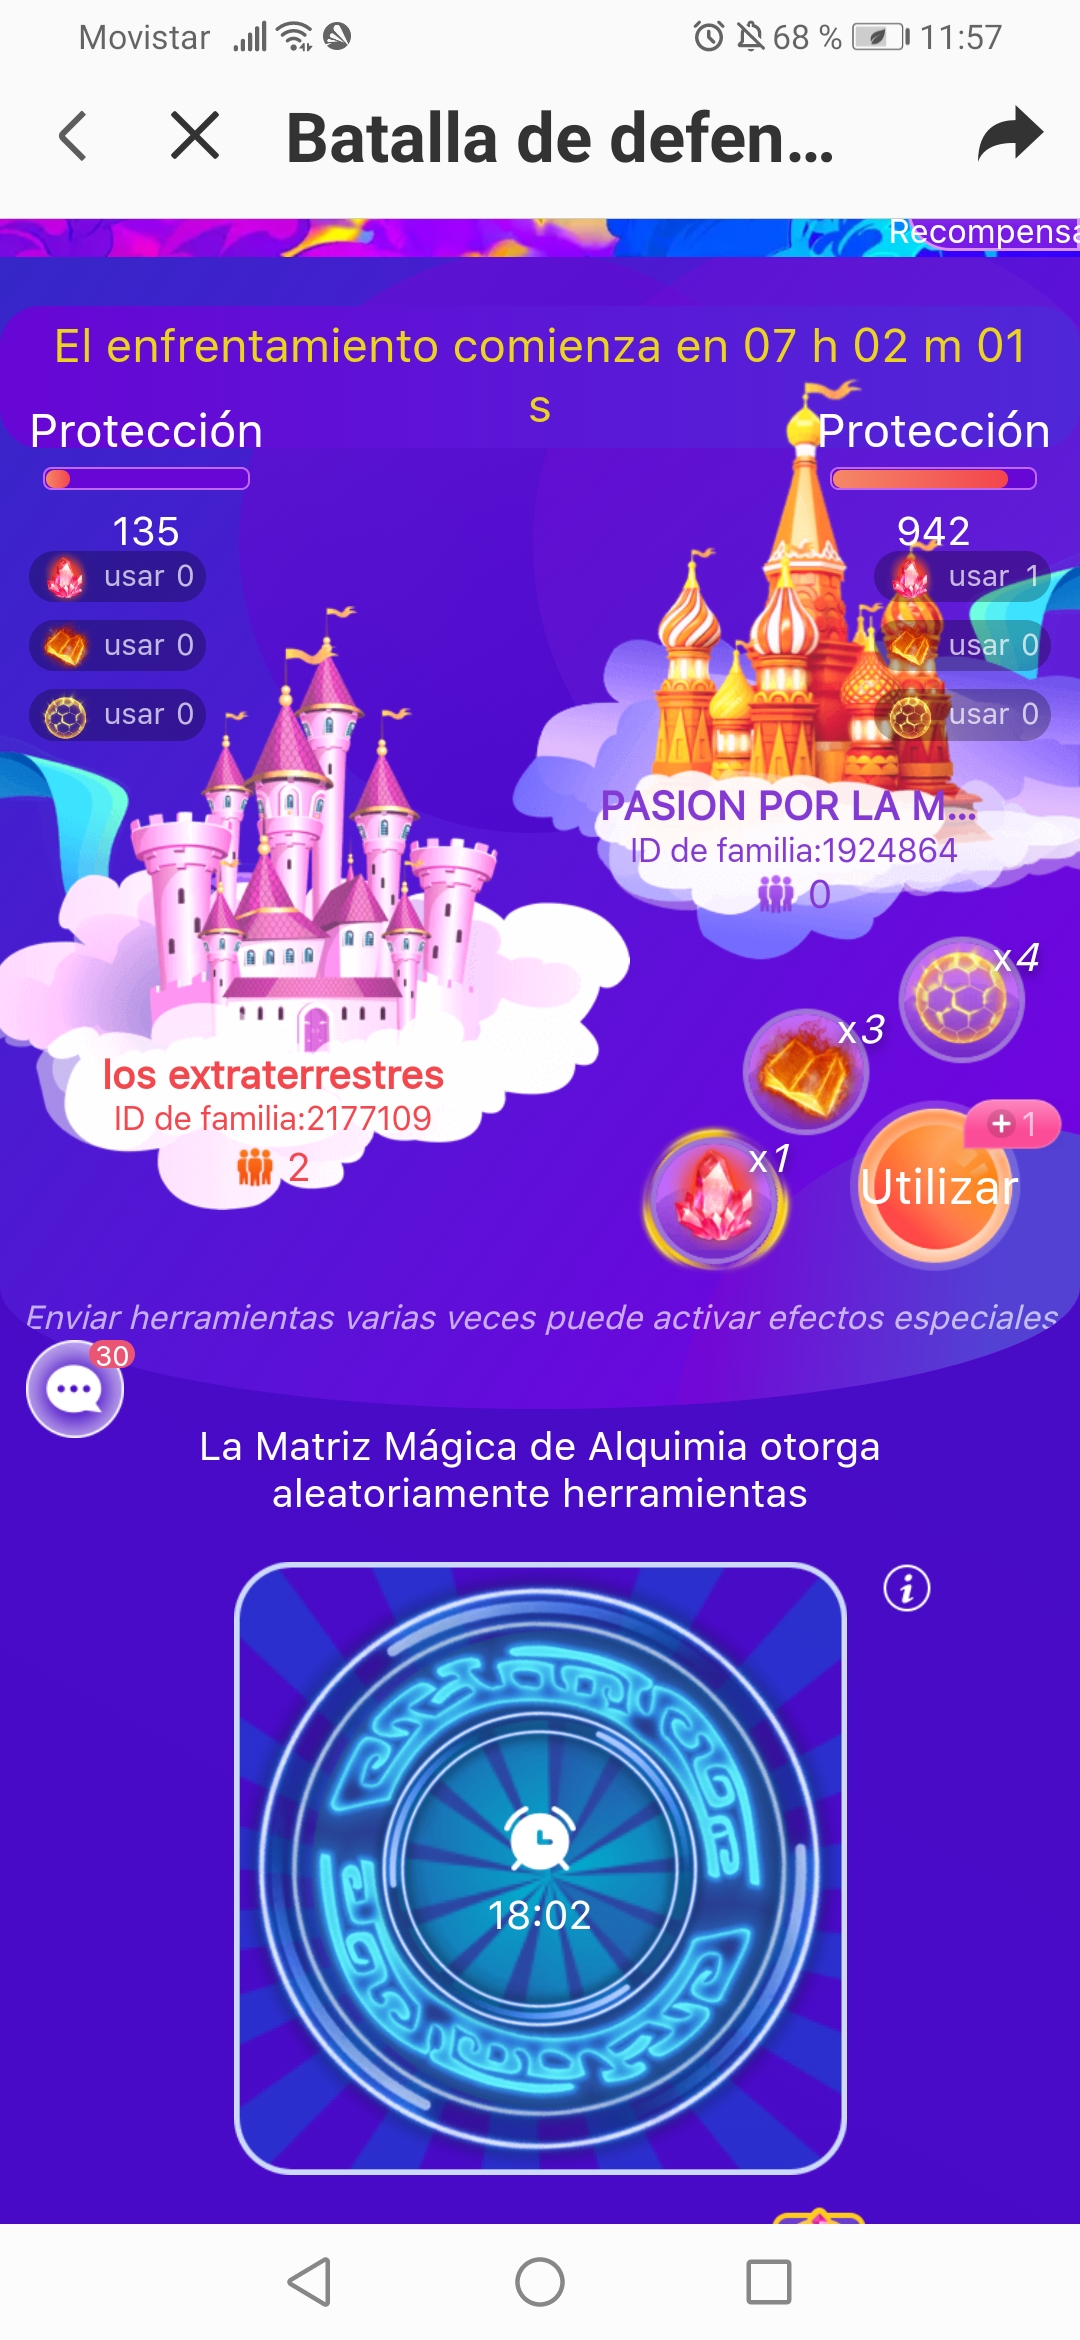 Movistar 68 % 11:57
Batalla de defen...
Recompensa
El enfrentamiento comienza en 07 h 02 m 01
s
Protección
135
usar 0
usar 0
usar 0
Protección
942
usar 1
usar 0
usar 0
PASION POR LA M...
ID de familia:1924864
0
los extraterrestres
ID de familia:2177109
2
x4
x3
x1
+ 1
Utilizar
Enviar herramientas varias veces puede activar efectos especiales
30
La Matriz Mágica de Alquimia otorga
aleatoriamente herramientas
i
18:02